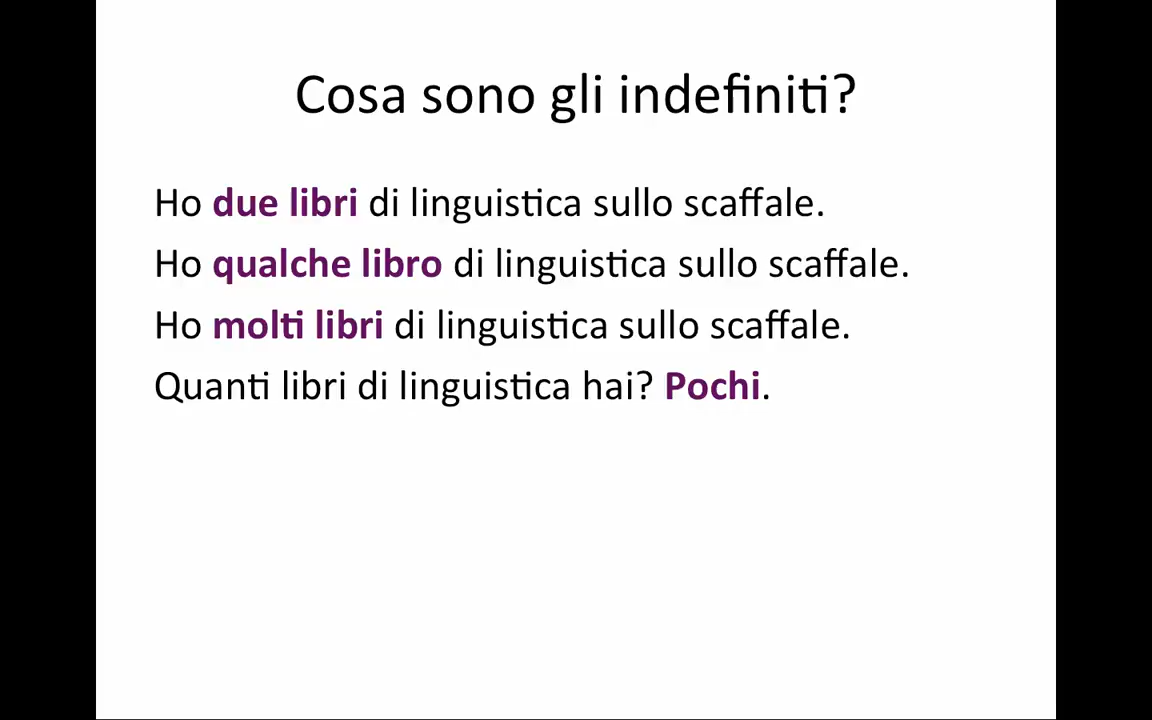 Cosa sono gli indefiniti?
Ho due libri di linguistica sullo scaffale.
Ho qualche libro di linguistica sullo scaffale.
Ho molti libri di linguistica sullo scaffale.
Quanti libri di linguistica hai? Pochi.